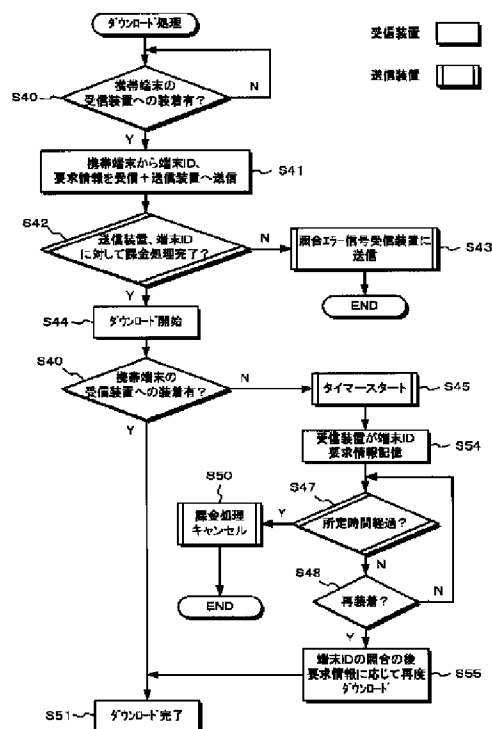 ダウンロード処理
受信装置
送信装置
S40
携帯端末の
受信装置への装着有?
N
Y
携帯端末から端末ID、
要求情報を受信+送信装置へ送信
S41
S42
送信装置、端末ID
に対して課金処理完了?
N
照合エラー信号受信装置に
送信
S43
Y
END
S44
ダウンロード開始
S40
携帯端末の
受信装置への装着有?
N
タイマースタート
S45
Y
受信装置が端末ID
要求情報記憶
S54
S50
課金処理
キャンセル
S47
所定時間経過?
Y
N
END
S48
再装着?
N
Y
端末IDの照合の後
要求情報に応じて再度
ダウンロード
S55
S51
ダウンロード完了